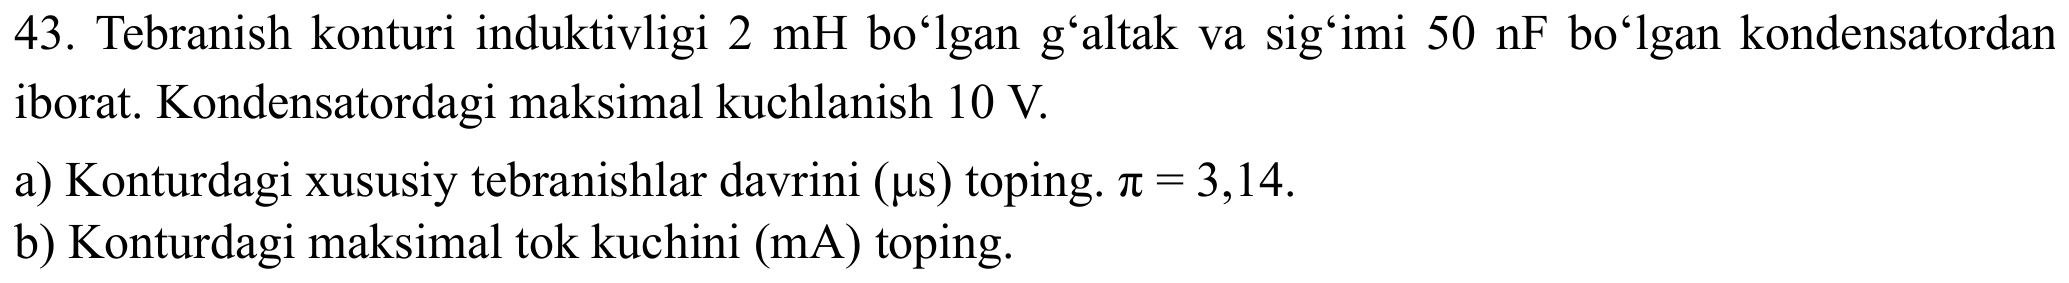 43. Tebranish konturi induktivligi 2 mH bo‘lgan g‘altak va sig‘imi 50 nF bo‘lgan kondensatordan
iborat. Kondensatordagi maksimal kuchlanish 10 V.
a) Konturdagi xususiy tebranishlar davrini (μs) toping. π = 3,14.
b) Konturdagi maksimal tok kuchini (mA) toping.